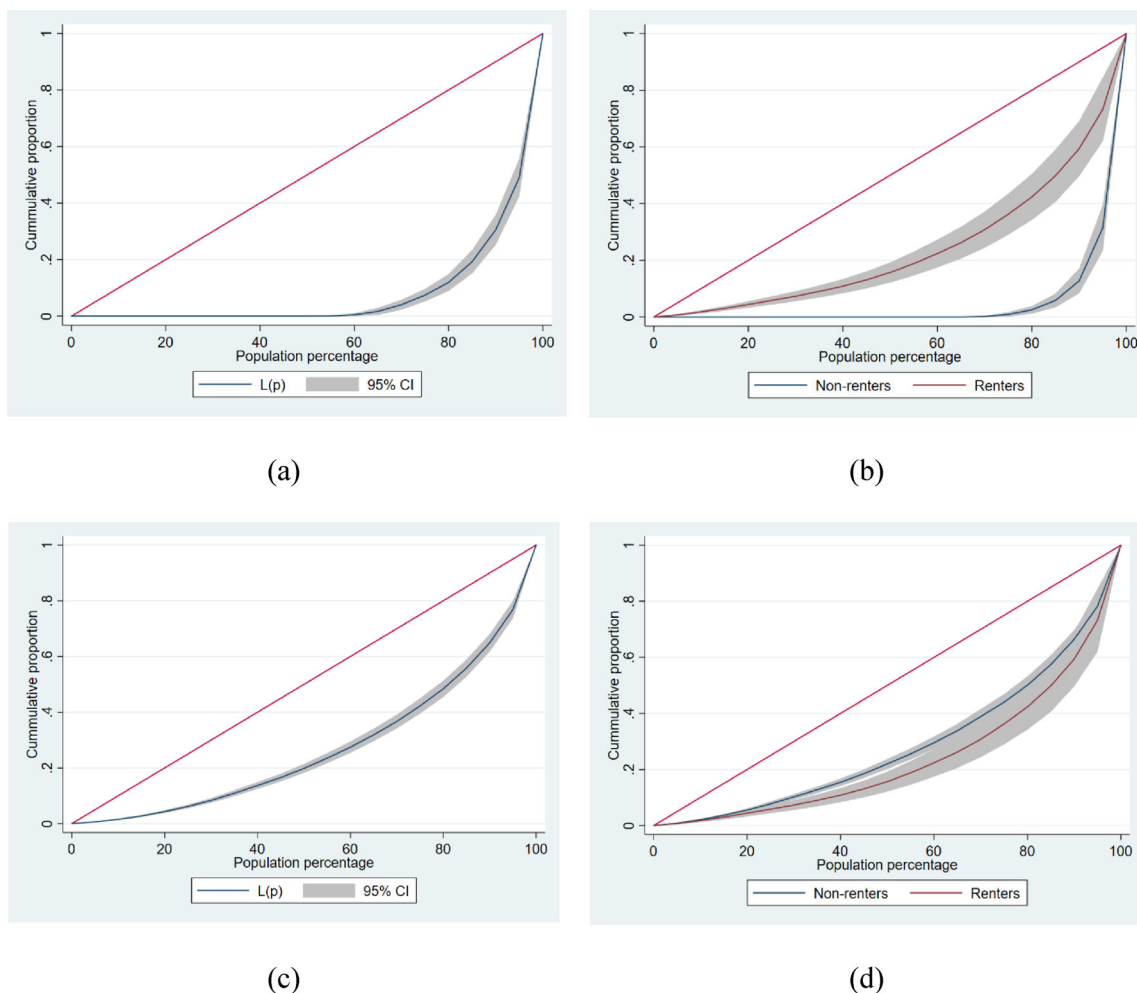 Cummulative proportion
0 .2 .4 .6 .8 1
0 20 40 60 80 100
Population percentage
L(p) 95% CI
(a)
Cummulative proportion
0 .2 .4 .6 .8 1
0 20 40 60 80 100
Population percentage
Non-renters Renters
(b)
Cummulative proportion
0 .2 .4 .6 .8 1
0 20 40 60 80 100
Population percentage
L(p) 95% CI
(c)
Cummulative proportion
0 .2 .4 .6 .8 1
0 20 40 60 80 100
Population percentage
Non-renters Renters
(d)